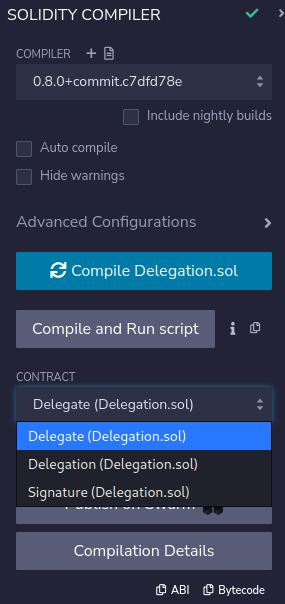 SOLIDITY COMPILER
COMPILER
0.8.0+commit.c7dfd78e
Include nightly builds
Auto compile
Hide warnings
Advanced Configurations
Compile Delegation.sol
Compile and Run script
CONTRACT
Delegate (Delegation.sol)
Delegate (Delegation.sol)
Delegation (Delegation.sol)
Signature (Delegation.sol)
Publish on Swarm
Compilation Details
ABI Bytecode